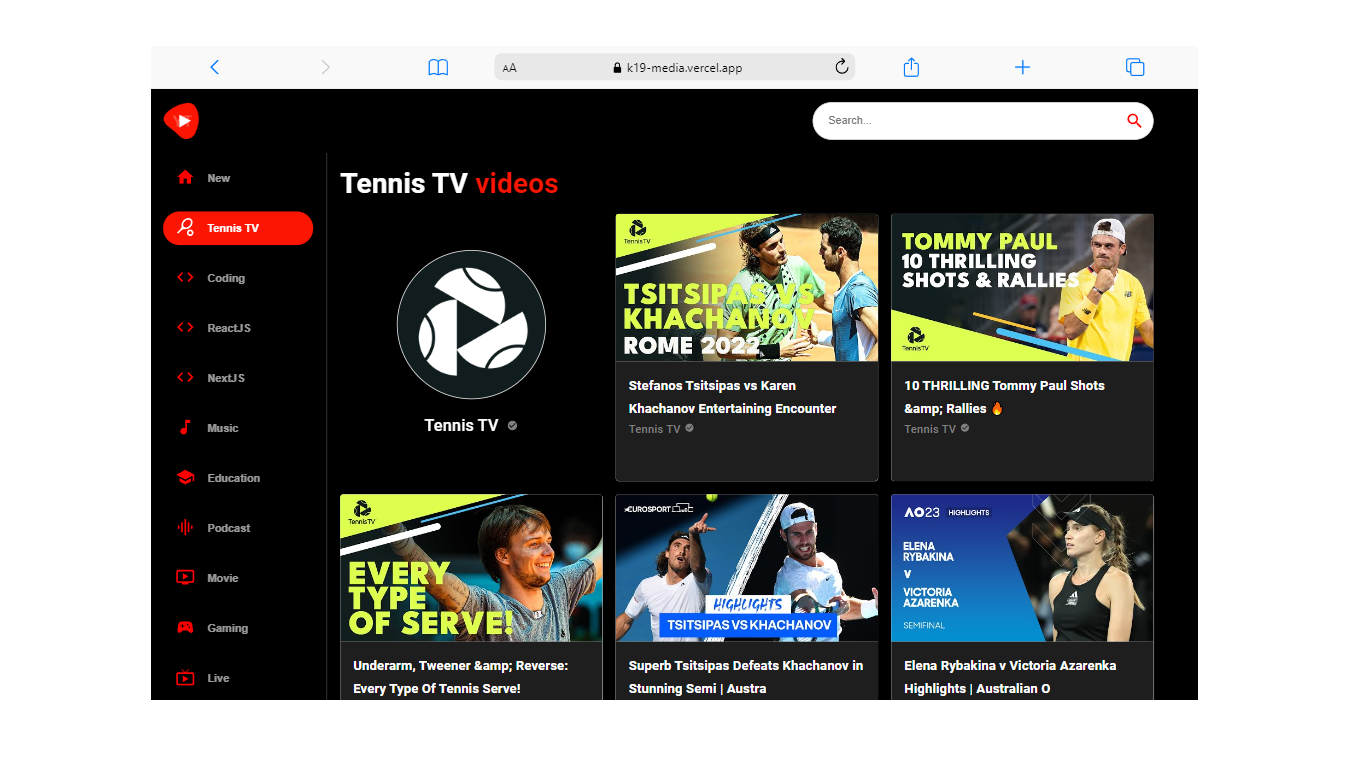 AA
k19-media.vercel.app
Search...
New
Tennis TV
Coding
ReactJS
NextJS
Music
Education
Podcast
Movie
Gaming
Live
Tennis TV videos
Tennis TV
TennisTV
TSITSIPAS VS
KHACHANOV
ROME 2022
Stefanos Tsitsipas vs Karen
Khachanov Entertaining Encounter
Tennis TV
TOMMY PAUL
10 THRILLING
SHOTS & RALLIES
TennisTV
10 THRILLING Tommy Paul Shots
&amp; Rallies 🔥
Tennis TV
TennisTV
EVERY
TYPE
OF SERVE!
Underarm, Tweener &amp; Reverse:
Every Type Of Tennis Serve!
EUROSPORT
HIGHLIGHTS
TSITSIPAS VS KHACHANOV
Superb Tsitsipas Defeats Khachanov in
Stunning Semi | Austra
AO23 HIGHLIGHTS
ELENA
RYBAKINA
V
VICTORIA
AZARENKA
SEMIFINAL
Elena Rybakina v Victoria Azarenka
Highlights | Australian O